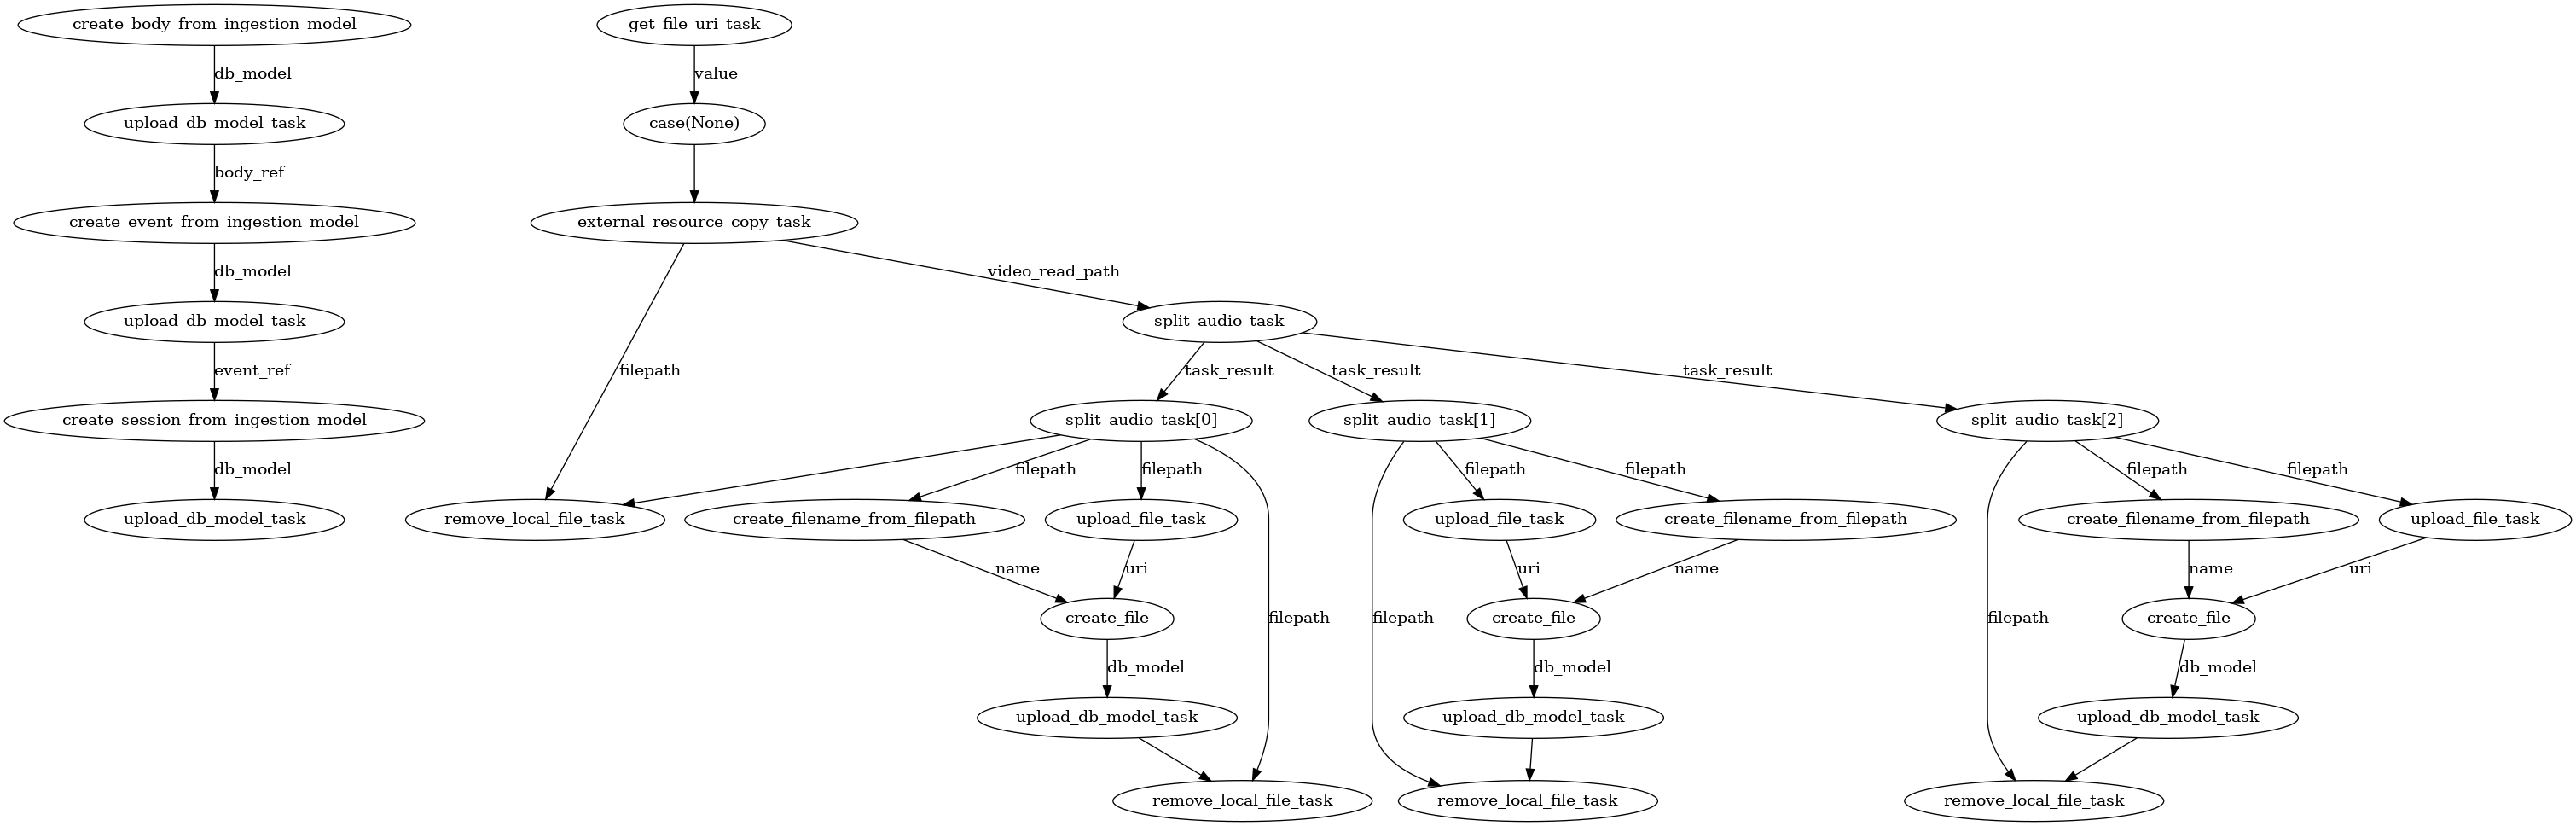 create_body_from_ingestion_model
get_file_uri_task
db_model
value
upload_db_model_task
case(None)
body_ref
create_event_from_ingestion_model
external_resource_copy_task
db_model
video_read_path
upload_db_model_task
split_audio_task
event_ref
filepath
task_result
task_result
task_result
create_session_from_ingestion_model
split_audio_task[0]
split_audio_task[1]
split_audio_task[2]
db_model
filepath
filepath
filepath
filepath
filepath
filepath
upload_db_model_task
remove_local_file_task
create_filename_from_filepath
upload_file_task
upload_file_task
create_filename_from_filepath
create_filename_from_filepath
upload_file_task
name
uri
uri
name
name
uri
create_file
filepath
filepath
create_file
filepath
create_file
db_model
db_model
db_model
upload_db_model_task
upload_db_model_task
upload_db_model_task
remove_local_file_task
remove_local_file_task
remove_local_file_task